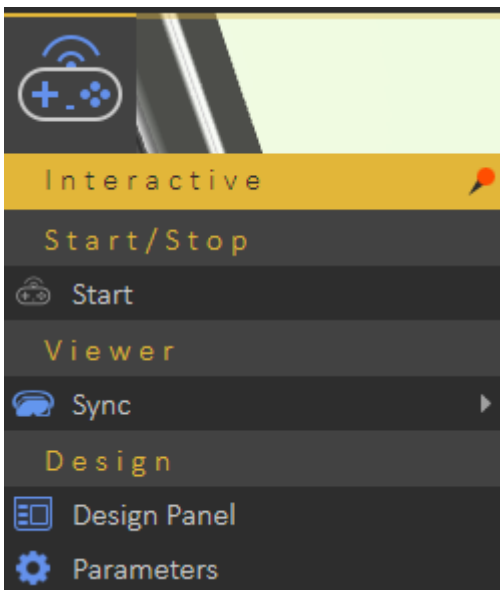 Interactive
Start/Stop
Start
Viewer
Sync
Design
Design Panel
Parameters